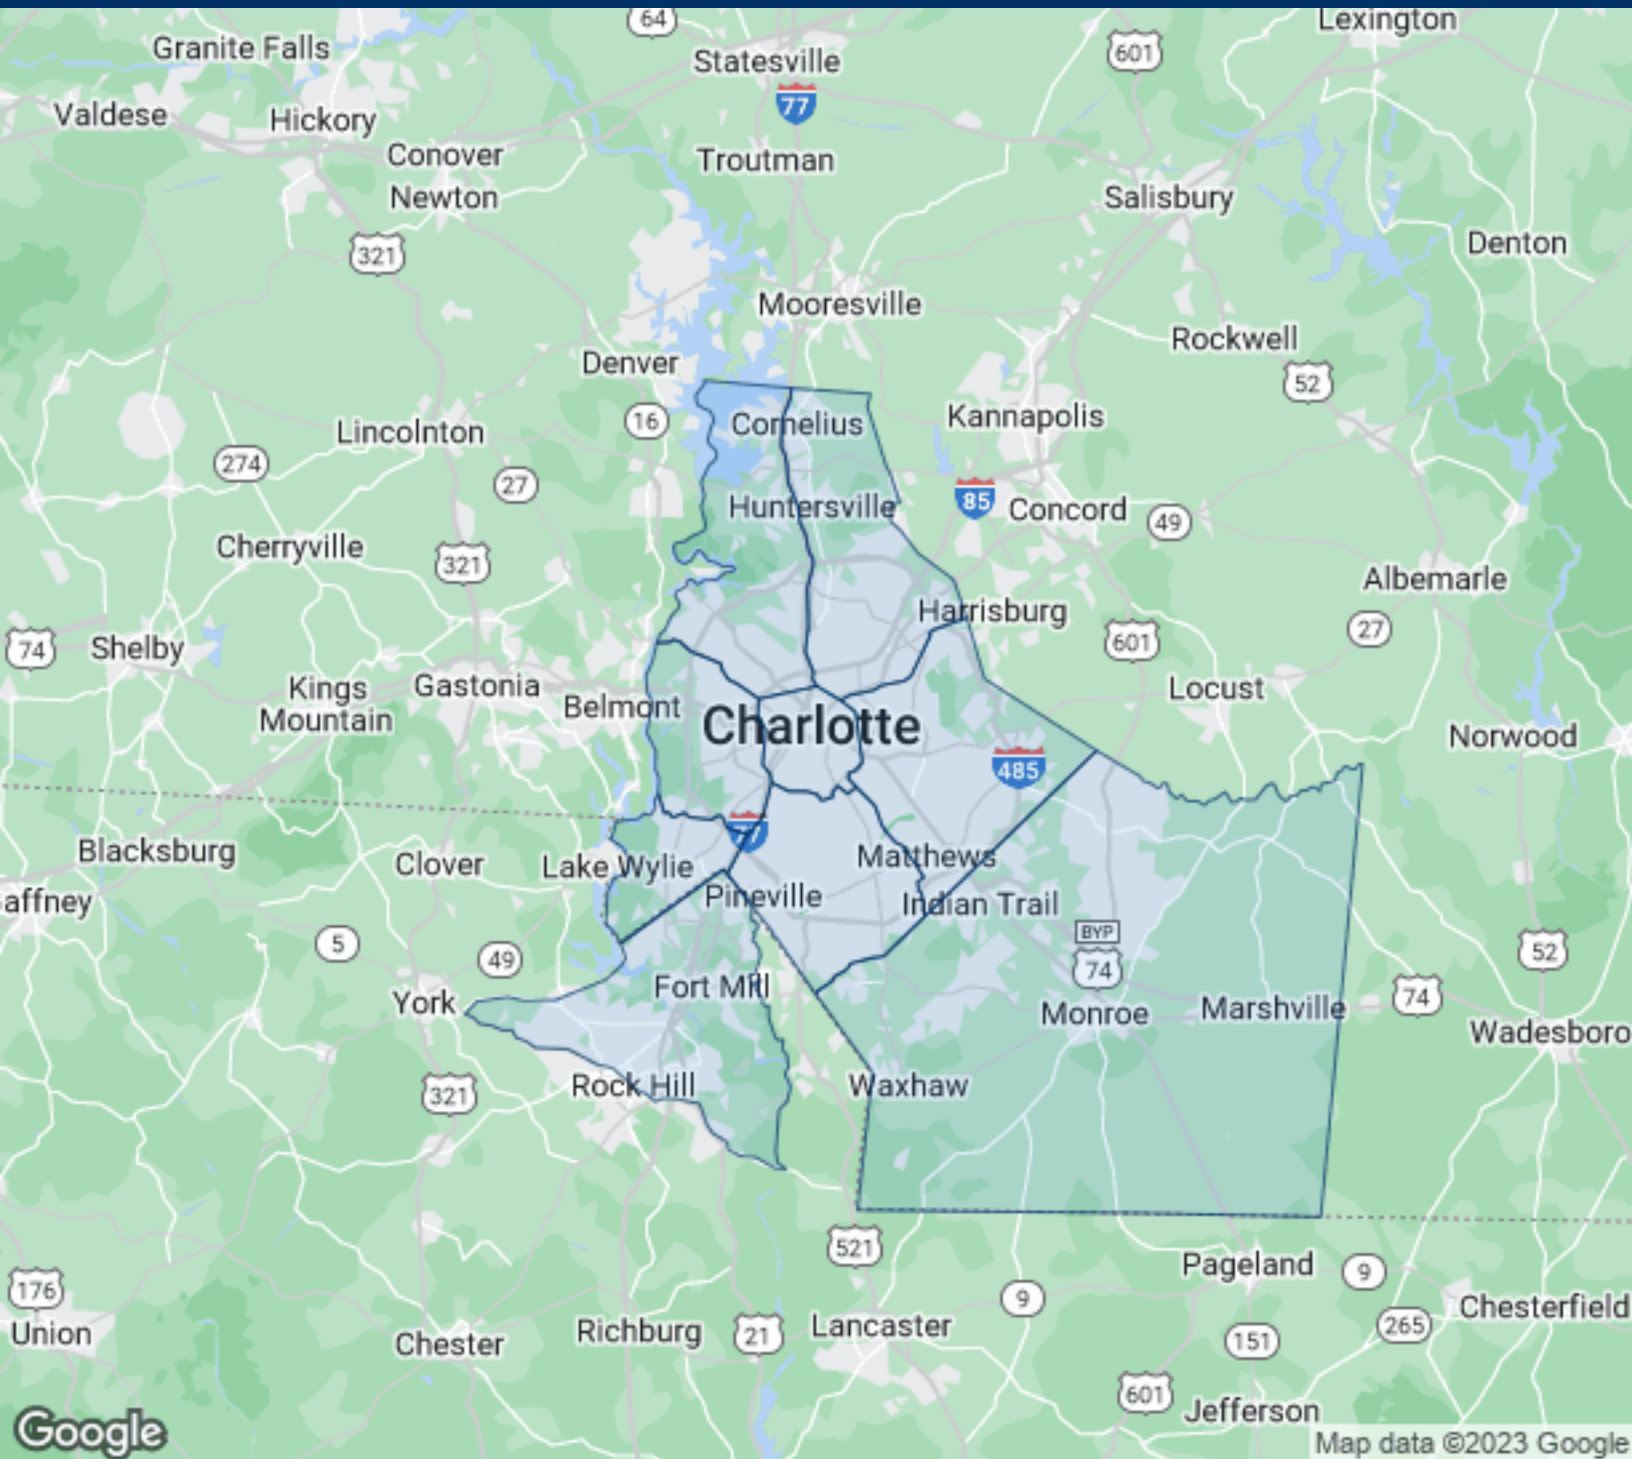 64
Lexington
Granite Falls
601
Statesville
77
Valdese
Hickory
Conover
Troutman
Newton
Salisbury
321
Denton
Mooresville
Rockwell
Denver
52
16
Cornelius
Kannapolis
Lincolnton
274
27
Huntersville
85
Concord
49
Cherryville
321
Albemarle
Harrisburg
27
74
Shelby
601
Kings
Mountain
Gastonia
Belmont
Locust
Charlotte
Norwood
485
77
Blacksburg
Clover
Lake Wylie
Matthews
Pineville
Indian Trail
affney
5
49
BYP
74
52
York
Fort Mill
Monroe
Marshville
74
Wadesboro
321
Rock Hill
Waxhaw
521
Pageland
9
176
9
Chesterfield
Union
Chester
Richburg
21
Lancaster
151
265
601
Jefferson
Google
Map data ©2023 Google